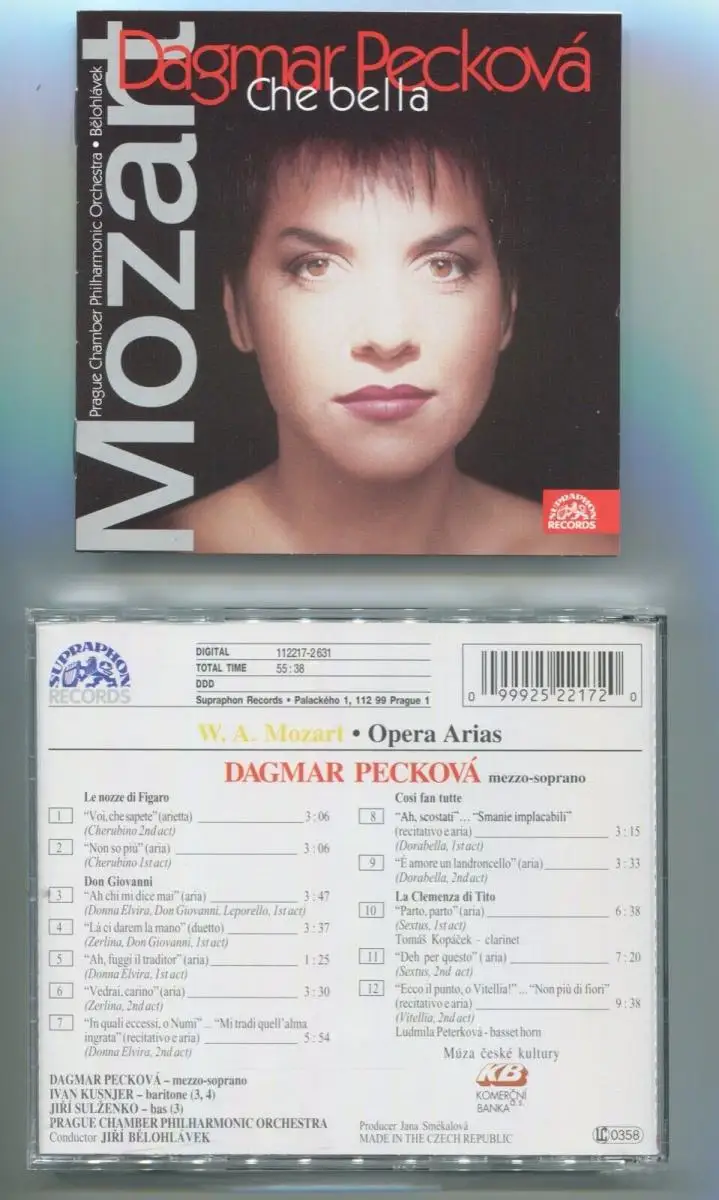 Dagmar Pecková
Che bella
Mozart
Prague Chamber Philharmonic Orchestra • Bělohlávek
SUPRAPHON
RECORDS
SUPRAPHON
RECORDS
DIGITAL 112217-2631
TOTAL TIME 55:38
DDD
Supraphon Records • Palackého 1, 112 99 Prague 1
0 99925 22172 0
W. A. Mozart • Opera Arias
DAGMAR PECKOVÁ mezzo-soprano
Le nozze di Figaro
1 "Voi, che sapete" (arietta) 3:06
(Cherubino 2nd act)
2 "Non so più" (aria) 3:06
(Cherubino 1st act)
Don Giovanni
3 "Ah chi mi dice mai" (aria) 3:47
(Donna Elvira, Don Giovanni, Leporello, 1st act)
4 "Là ci darem la mano" (duetto) 3:37
(Zerlina, Don Giovanni, 1st act)
5 "Ah, fuggi il traditor" (aria) 1:25
(Donna Elvira, 1st act)
6 "Vedrai, carino" (aria) 3:30
(Zerlina, 2nd act)
7 "In quali eccessi, o Numi" ... "Mi tradì quell'alma
ingrata" (recitativo e aria) 5:54
(Donna Elvira, 2nd act)
Cosi fan tutte
8 "Ah, scostati" ... "Smanie implacabili"
(recitativo e aria) 3:15
(Dorabella, 1st act)
9 "È amore un landroncello" (aria) 3:33
(Dorabella, 2nd act)
La Clemenza di Tito
10 "Parto, parto" (aria) 6:38
(Sextus, 1st act)
Tomáš Kopáček - clarinet
11 "Deh per questo" (aria) 7:20
(Sextus, 2nd act)
12 "Ecco il punto, o Vitellia!" ... "Non più di fiori"
(recitativo e aria) 9:38
(Vitellia, 2nd act)
Ludmila Peterková - basset horn
DAGMAR PECKOVÁ – mezzo-soprano
IVAN KUSNJER – baritone (3, 4)
JIŘÍ SULŽENKO – bas (3)
PRAGUE CHAMBER PHILHARMONIC ORCHESTRA
Conductor JIŘÍ BĚLOHLÁVEK
Múza české kultury
KB
KOMERČNÍ
BANKA a.s.
Producer Jana Smékalová
MADE IN THE CZECH REPUBLIC
LC 0358